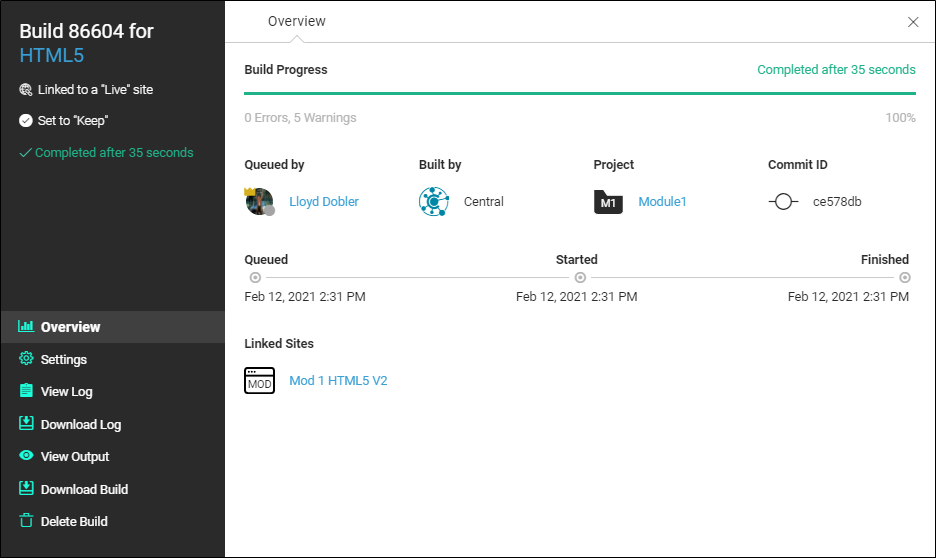 Build 86604 for
HTML5
Linked to a "Live" site
Set to "Keep"
Completed after 35 seconds
Overview
Settings
View Log
Download Log
View Output
Download Build
Delete Build
Overview
Build Progress
Completed after 35 seconds
0 Errors, 5 Warnings
100%
Queued by
Built by
Project
Commit ID
Lloyd Dobler
Central
M1
Module1
ce578db
Queued
Started
Finished
Feb 12, 2021 2:31 PM
Feb 12, 2021 2:31 PM
Feb 12, 2021 2:31 PM
Linked Sites
MOD
Mod 1 HTML5 V2